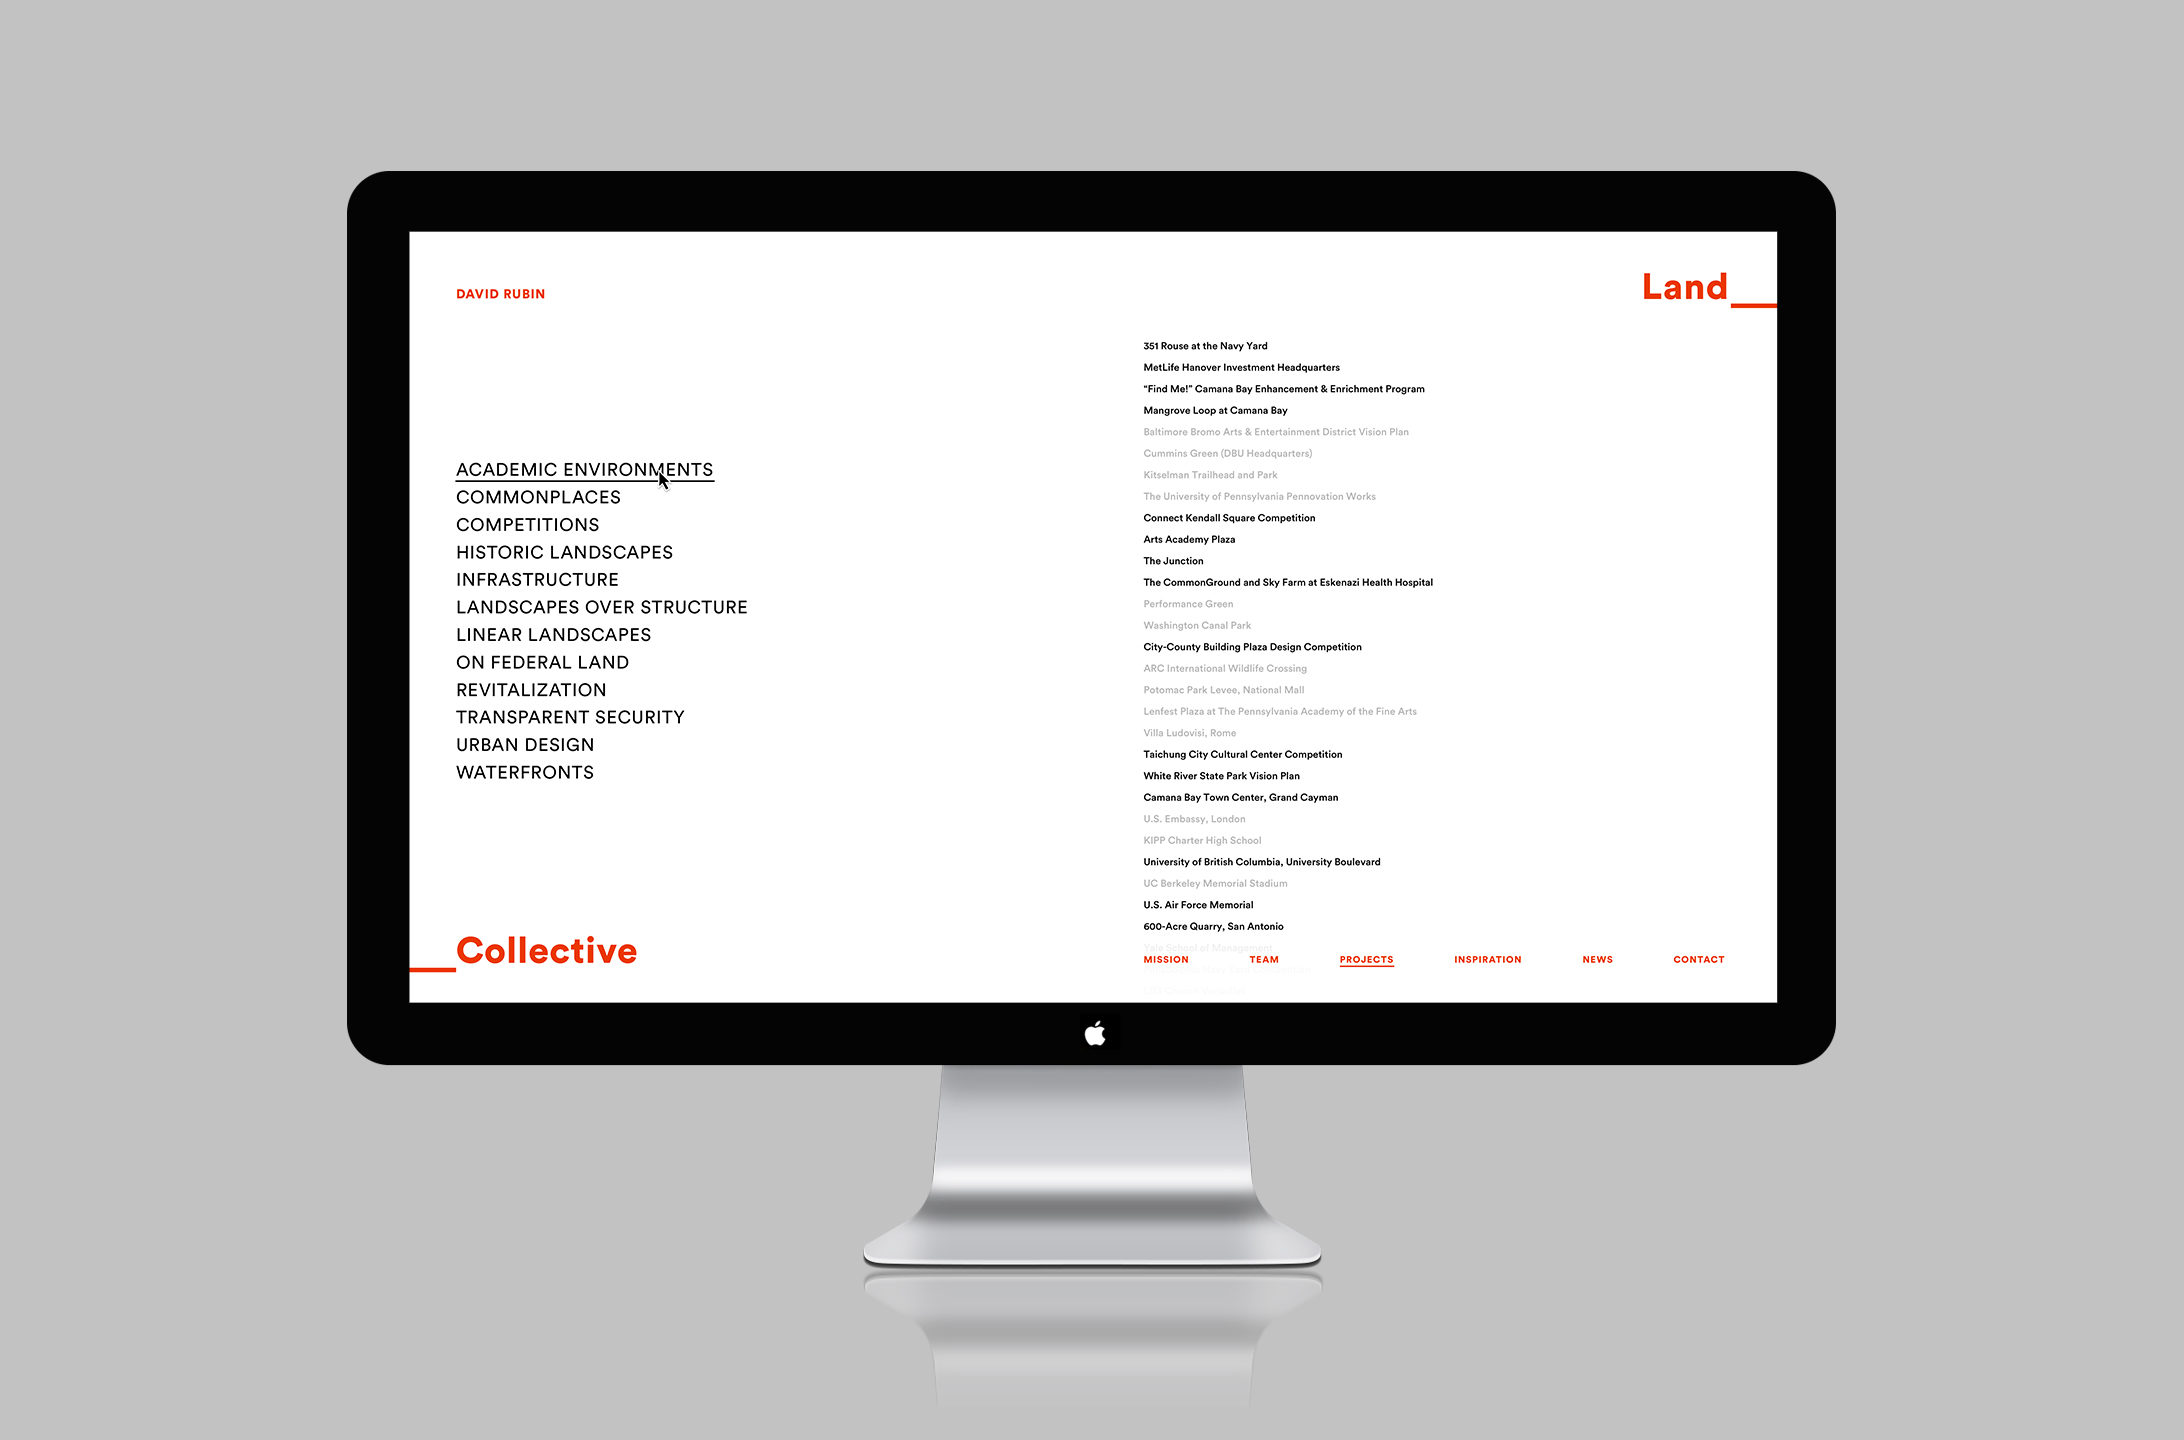 DAVID RUBIN
Land
ACADEMIC ENVIRONMENTS
COMMONPLACES
COMPETITIONS
HISTORIC LANDSCAPES
INFRASTRUCTURE
LANDSCAPES OVER STRUCTURE
LINEAR LANDSCAPES
ON FEDERAL LAND
REVITALIZATION
TRANSPARENT SECURITY
URBAN DESIGN
WATERFRONTS
351 Rouse at the Navy Yard
MetLife Hanover Investment Headquarters
“Find Me!” Camana Bay Enhancement & Enrichment Program
Mangrove Loop at Camana Bay
Baltimore Bromo Arts & Entertainment District Vision Plan
Cummins Green (DBU Headquarters)
Kitselman Trailhead and Park
The University of Pennsylvania Pennovation Works
Connect Kendall Square Competition
Arts Academy Plaza
The Junction
The CommonGround and Sky Farm at Eskenazi Health Hospital
Performance Green
Washington Canal Park
City-County Building Plaza Design Competition
ARC International Wildlife Crossing
Potomac Park Levee, National Mall
Lenfest Plaza at The Pennsylvania Academy of the Fine Arts
Villa Ludovisi, Rome
Taichung City Cultural Center Competition
White River State Park Vision Plan
Camana Bay Town Center, Grand Cayman
U.S. Embassy, London
KIPP Charter High School
University of British Columbia, University Boulevard
UC Berkeley Memorial Stadium
U.S. Air Force Memorial
600-Acre Quarry, San Antonio
Yale School of Management
Collective
MISSION TEAM PROJECTS INSPIRATION NEWS CONTACT